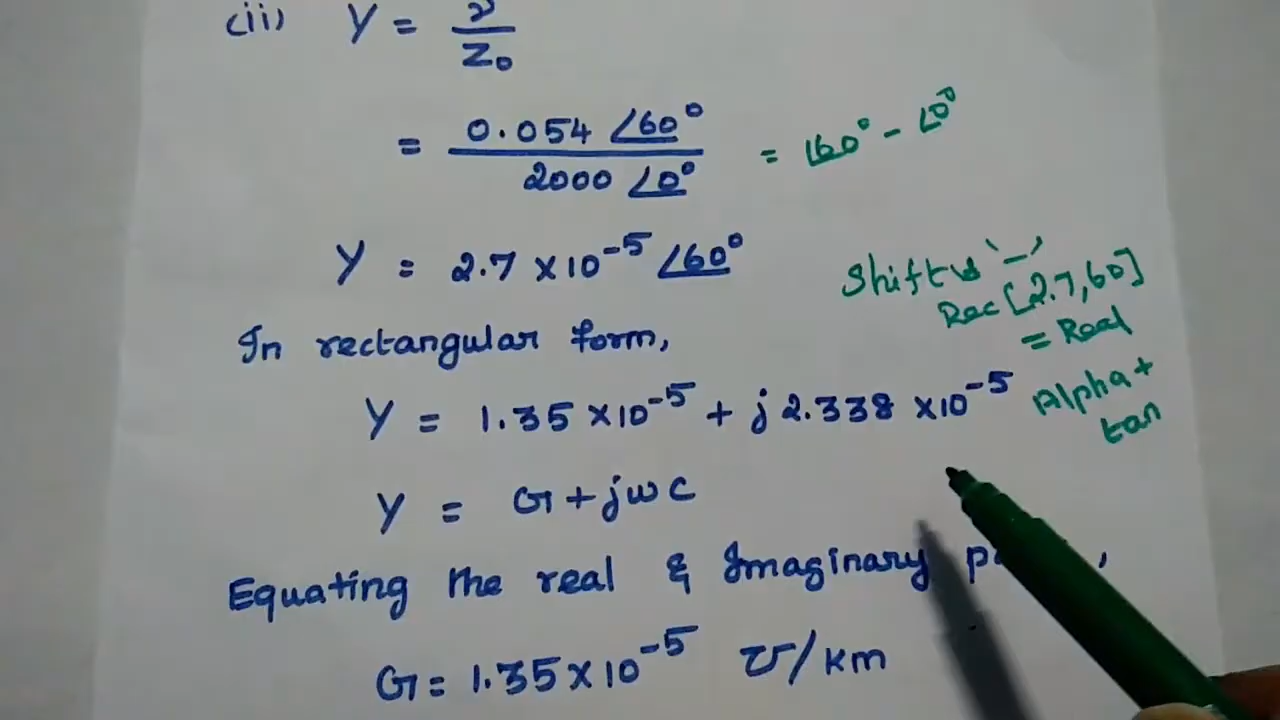 (ii) Y = γ / Z₀
= 0.054 ∠60° / 2000 ∠0° = ∠60° - ∠0°
Y = 2.7 × 10⁻⁵ ∠60°
Shift '–'
Rec [2.7, 60]
= Real
In rectangular form,
Y = 1.35 × 10⁻⁵ + j 2.338 × 10⁻⁵
Alpha +
tan
Y = G + jωC
Equating the real & Imaginary
G = 1.35 × 10⁻⁵ ℧/km